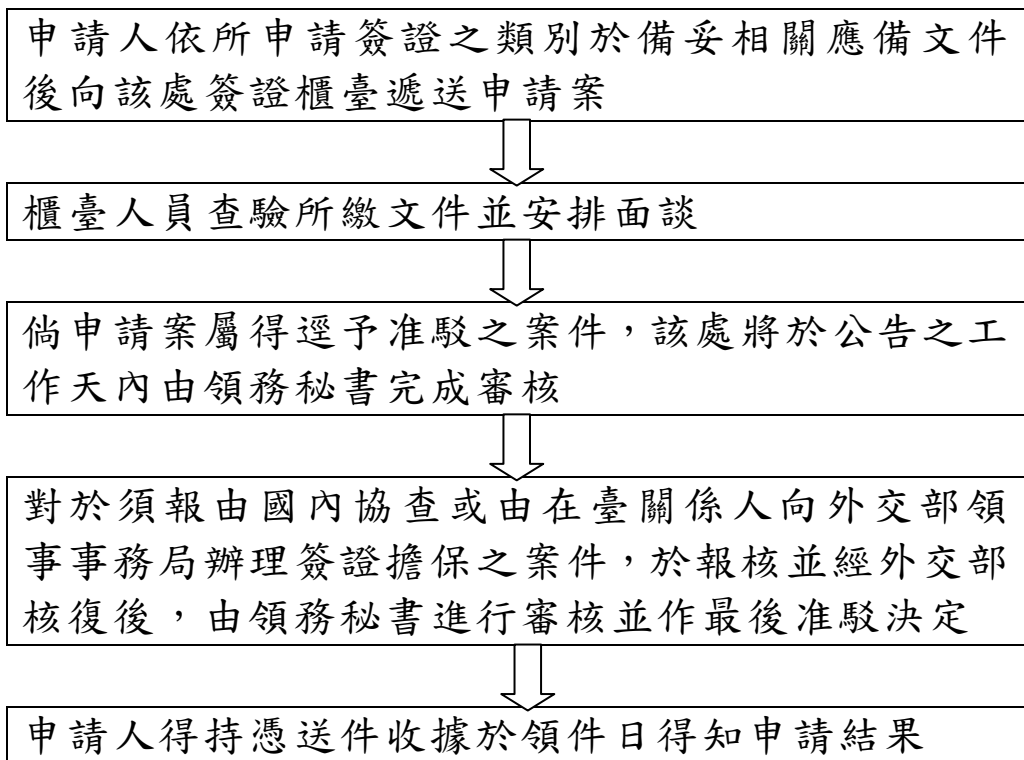 申請人依所申請簽證之類別於備妥相關應備文件
後向該處簽證櫃臺遞送申請案
櫃臺人員查驗所繳文件並安排面談
倘申請案屬得逕予准駁之案件，該處將於公告之工
作天內由領務秘書完成審核
對於須報由國內協查或由在臺關係人向外交部領
事事務局辦理簽證擔保之案件，於報核並經外交部
核復後，由領務秘書進行審核並作最後准駁決定
申請人得持憑送件收據於領件日得知申請結果